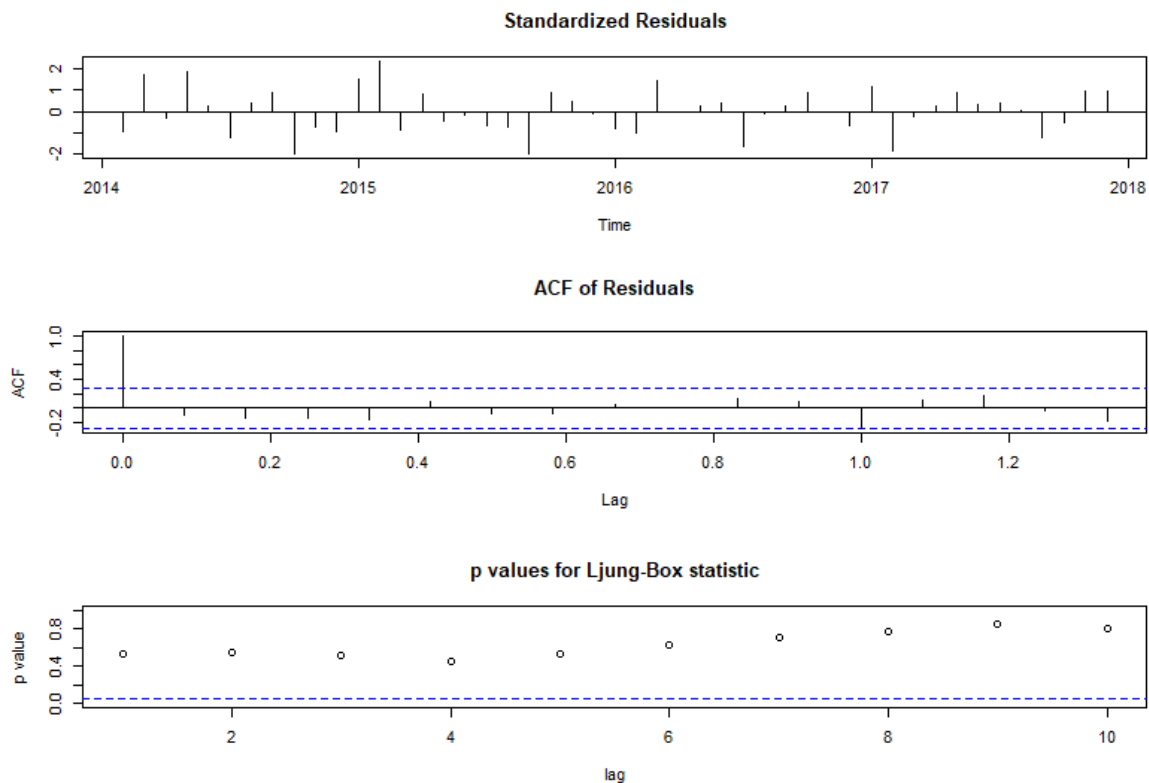 Standardized Residuals
2
1
0
-2
2014 2015 2016 2017 2018
Time
ACF of Residuals
ACF
1.0
0.4
-0.2
0.0 0.2 0.4 0.6 0.8 1.0 1.2
Lag
p values for Ljung-Box statistic
p value
0.8
0.4
0.0
2 4 6 8 10
lag